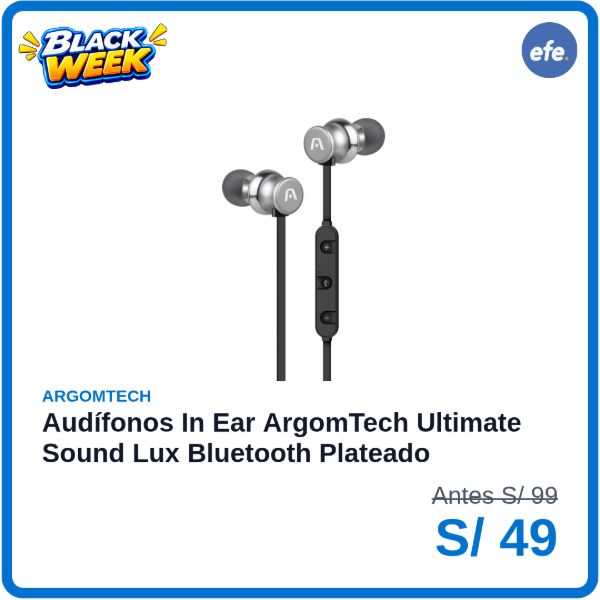 BLACK
WEEK
efe.
ARGOMTECH
Audífonos In Ear ArgomTech Ultimate
Sound Lux Bluetooth Plateado
Antes S/ 99
S/ 49